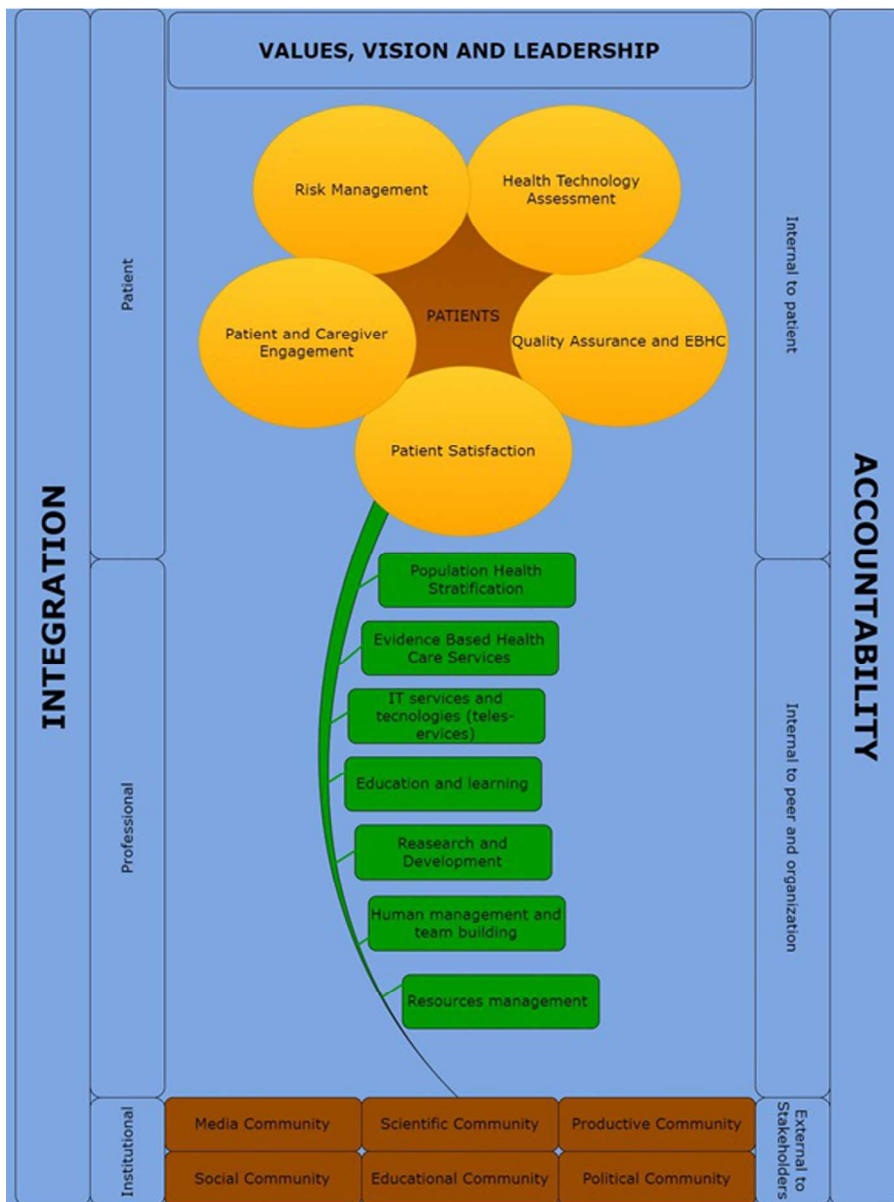 VALUES, VISION AND LEADERSHIP
INTEGRATION
Patient
Professional
Institutional
Risk Management
Health Technology
Assessment
PATIENTS
Patient and Caregiver
Engagement
Quality Assurance and EBHC
Patient Satisfaction
Population Health
Stratification
Evidence Based Health
Care Services
IT services and
tecnologies (teles-
ervices)
Education and learning
Reasearch and
Development
Human management and
team building
Resources management
Media Community
Scientific Community
Productive Community
Social Community
Educational Community
Political Community
Internal to patient
Internal to peer and organization
External to
Stakeholders
ACCOUNTABILITY